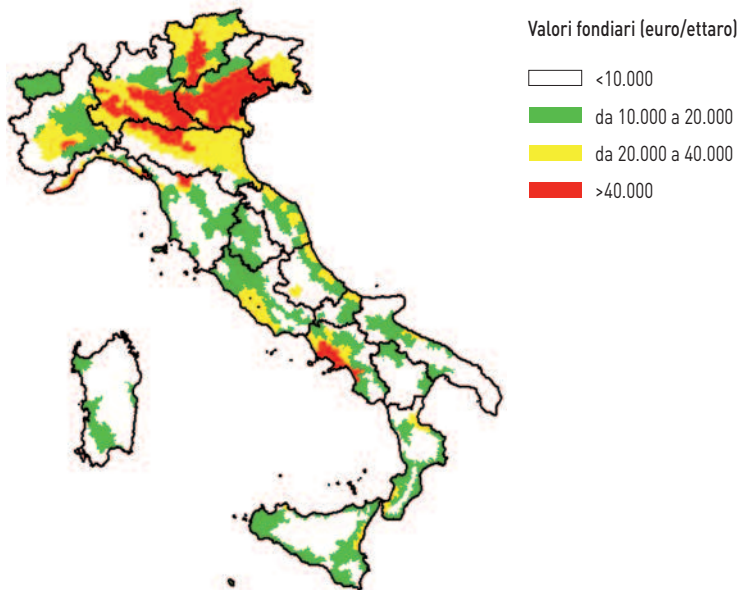 Valori fondiari (euro/ettaro)
<10.000
da 10.000 a 20.000
da 20.000 a 40.000
>40.000